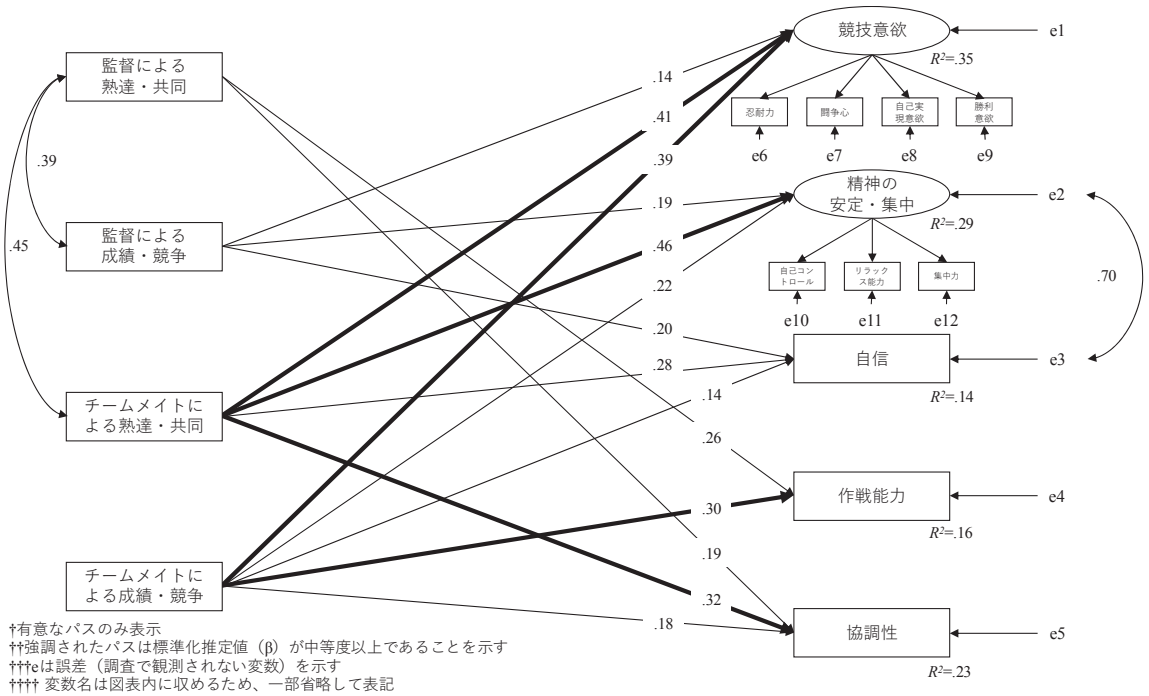 競技意欲
e1
R²=.35
監督による
熟達・共同
.14
.41
忍耐力
闘争心
自己実
現意欲
勝利
意欲
e6
e7
e8
e9
.39
.39
.19
精神の
安定・集中
e2
R²=.29
監督による
成績・競争
.45
.46
.22
自己コン
トロール
リラック
ス能力
集中力
.70
e10
e11
e12
.20
.28
自信
e3
R²=.14
.14
チームメイトに
よる熟達・共同
.26
作戦能力
e4
.30
R²=.16
.19
チームメイトに
よる成績・競争
.32
.18
協調性
e5
R²=.23
†有意なパスのみ表示
††強調されたパスは標準化推定値（β）が中等度以上であることを示す
†††eは誤差（調査で観測されない変数）を示す
†††† 変数名は図表内に収めるため、一部省略して表記